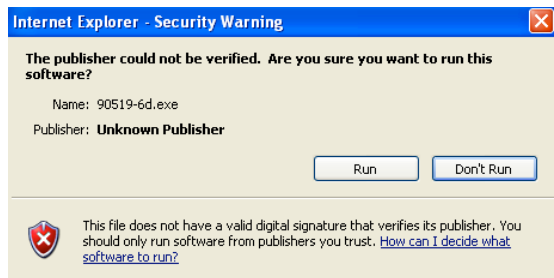 Internet Explorer - Security Warning
The publisher could not be verified.  Are you sure you want to run this
software?
Name: 90519-6d.exe
Publisher: Unknown Publisher
Run
Don't Run
This file does not have a valid digital signature that verifies its publisher. You
should only run software from publishers you trust. How can I decide what
software to run?